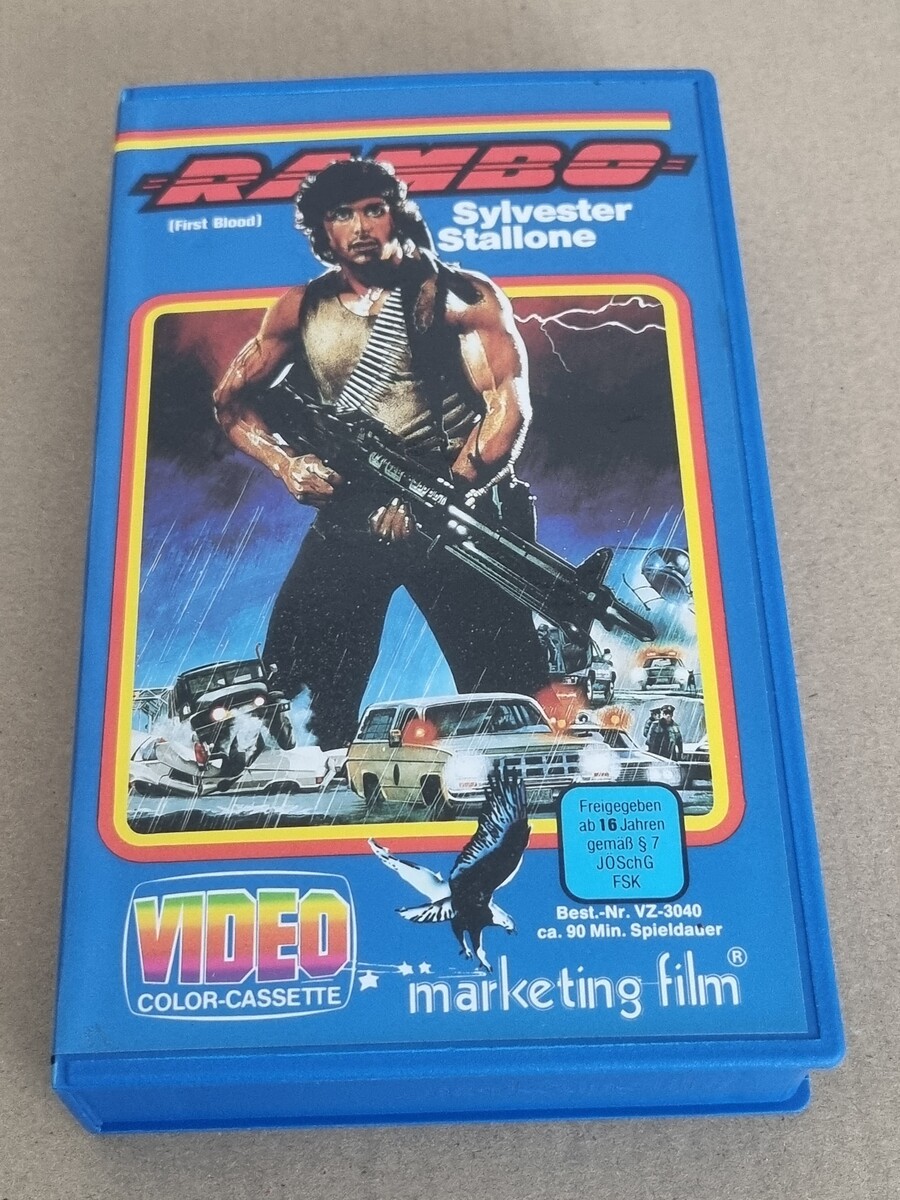 RAMBO
(First Blood)
Sylvester
Stallone
Freigegeben
ab 16 Jahren
gemäß § 7
JÖSchG
FSK
Best.-Nr. VZ-3040
ca. 90 Min. Spieldauer
VIDEO
COLOR-CASSETTE
marketing film®